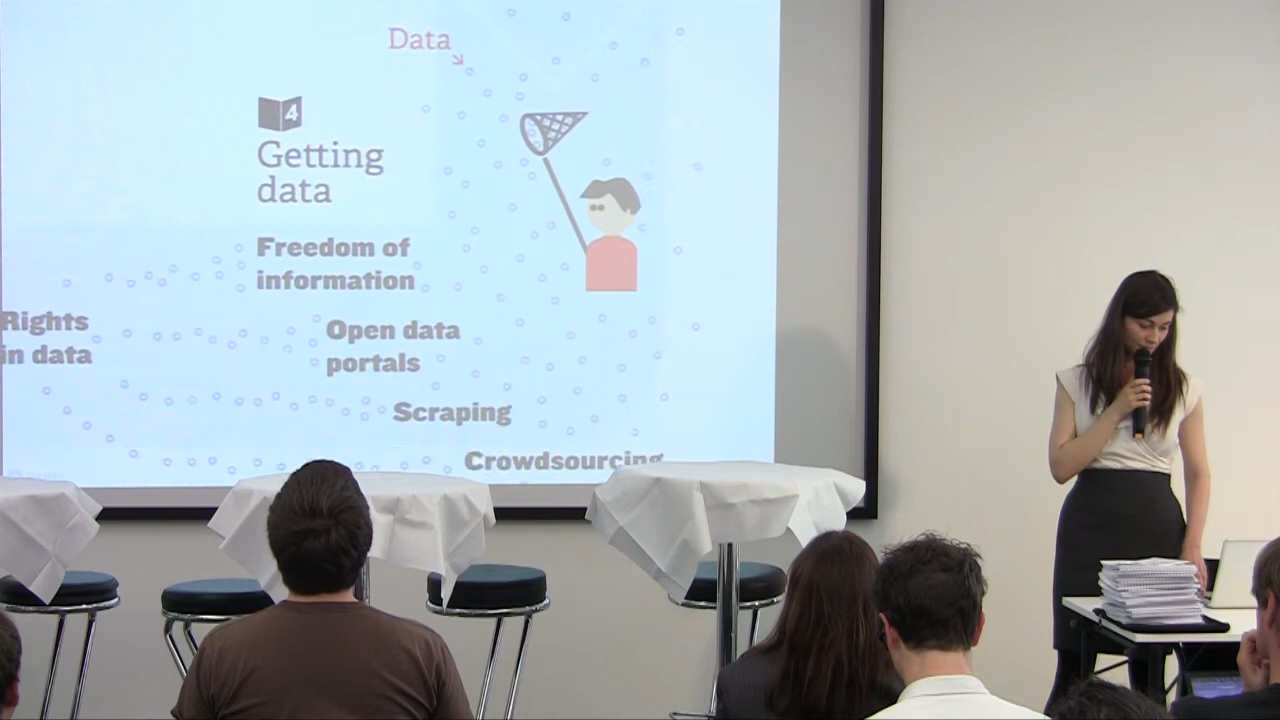 Data
4
Getting
data
Freedom of
information
Rights
in data
Open data
portals
Scraping
Crowdsourcing